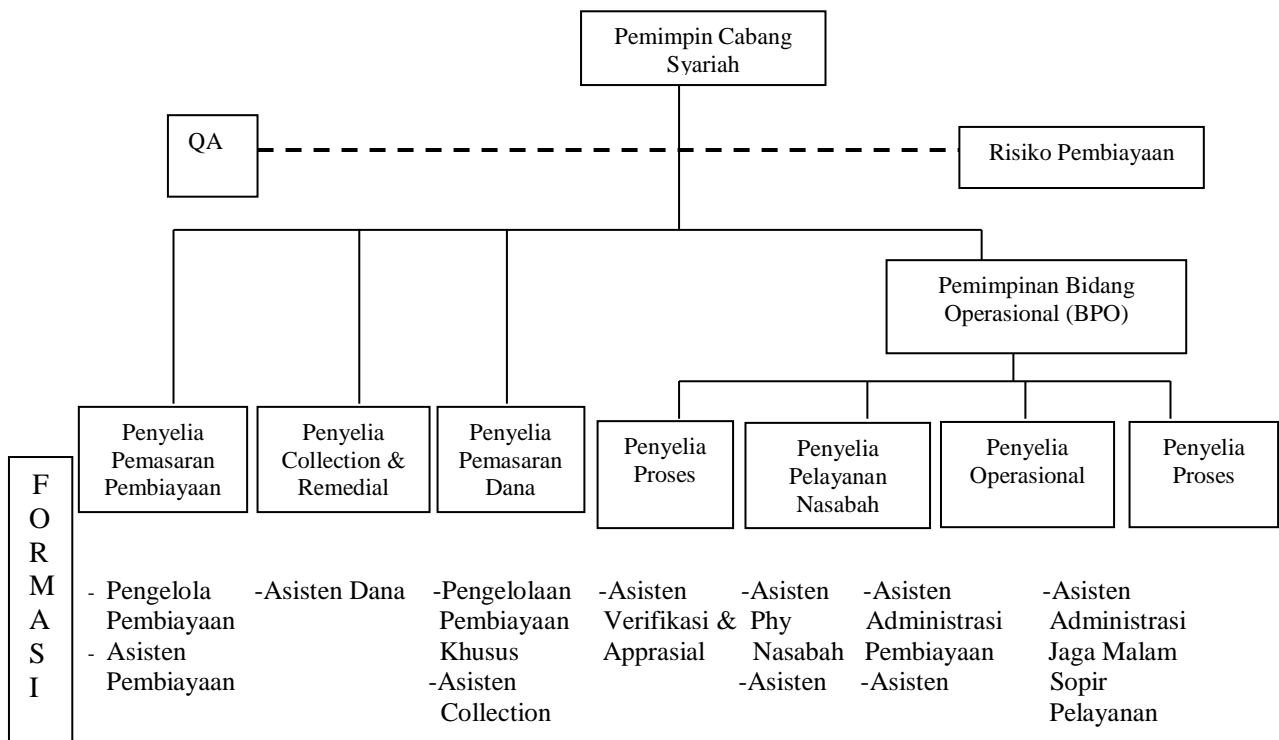 Pemimpin Cabang
Syariah
QA
Risiko Pembiayaan
Pemimpinan Bidang
Operasional (BPO)
Penyelia
Pemasaran
Pembiayaan
Penyelia
Collection &
Remedial
Penyelia
Pemasaran
Dana
Penyelia
Proses
Penyelia
Pelayanan
Nasabah
Penyelia
Operasional
Penyelia
Proses
F
O
R
M
A
S
I
- Pengelola
Pembiayaan
- Asisten
Pembiayaan
-Asisten Dana
-Pengelolaan
Pembiayaan
Khusus
-Asisten
Collection
-Asisten
Verifikasi &
Apprasial
-Asisten
Phy
Nasabah
-Asisten
-Asisten
Administrasi
Pembiayaan
-Asisten
-Asisten
Administrasi
Jaga Malam
Sopir
Pelayanan